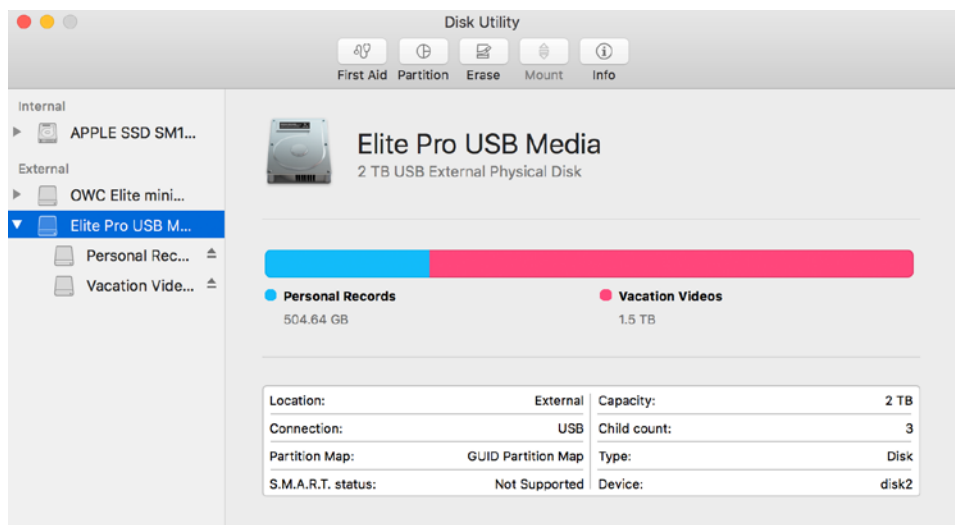 Disk Utility
First Aid Partition Erase Mount Info
Internal
APPLE SSD SM1...
External
OWC Elite mini...
Elite Pro USB M...
Personal Rec...
Vacation Vide...
Elite Pro USB Media
2 TB USB External Physical Disk
Personal Records
504.64 GB
Vacation Videos
1.5 TB
Location: External
Capacity: 2 TB
Connection: USB
Child count: 3
Partition Map: GUID Partition Map
Type: Disk
S.M.A.R.T. status: Not Supported
Device: disk2